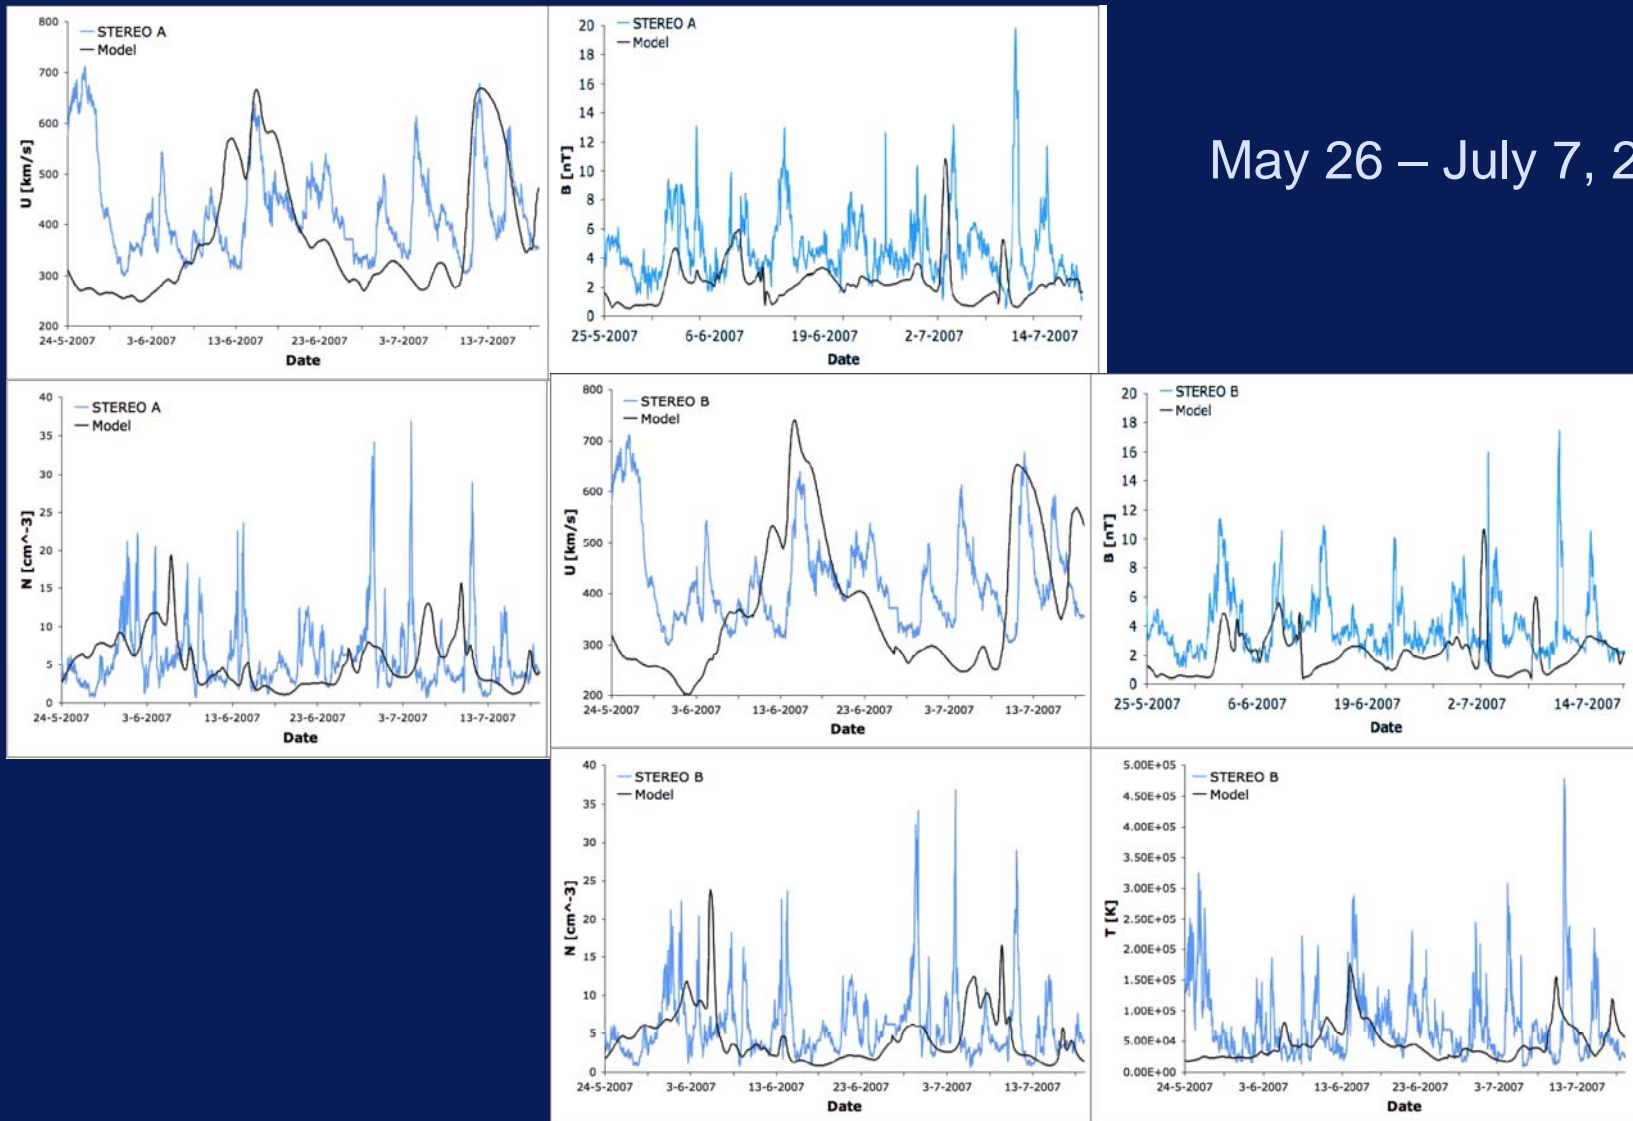 May 26 – July 7, 2
STEREO A
Model
U [km/s]
800
700
600
500
400
300
200
24-5-2007 3-6-2007 13-6-2007 23-6-2007 3-7-2007 13-7-2007
Date
STEREO A
Model
B [nT]
20
18
16
14
12
10
8
6
4
2
0
25-5-2007 6-6-2007 19-6-2007 2-7-2007 14-7-2007
Date
STEREO A
Model
N [cm^-3]
40
35
30
25
20
15
10
5
0
24-5-2007 3-6-2007 13-6-2007 23-6-2007 3-7-2007 13-7-2007
Date
STEREO B
Model
U [km/s]
800
700
600
500
400
300
200
24-5-2007 3-6-2007 13-6-2007 23-6-2007 3-7-2007 13-7-2007
Date
STEREO B
Model
B [nT]
20
18
16
14
12
10
8
6
4
2
0
25-5-2007 6-6-2007 19-6-2007 2-7-2007 14-7-2007
Date
STEREO B
Model
N [cm^-3]
40
35
30
25
20
15
10
5
0
24-5-2007 3-6-2007 13-6-2007 23-6-2007 3-7-2007 13-7-2007
Date
STEREO B
Model
T [K]
5.00E+05
4.50E+05
4.00E+05
3.50E+05
3.00E+05
2.50E+05
2.00E+05
1.50E+05
1.00E+05
5.00E+04
0.00E+00
24-5-2007 3-6-2007 13-6-2007 23-6-2007 3-7-2007 13-7-2007
Date